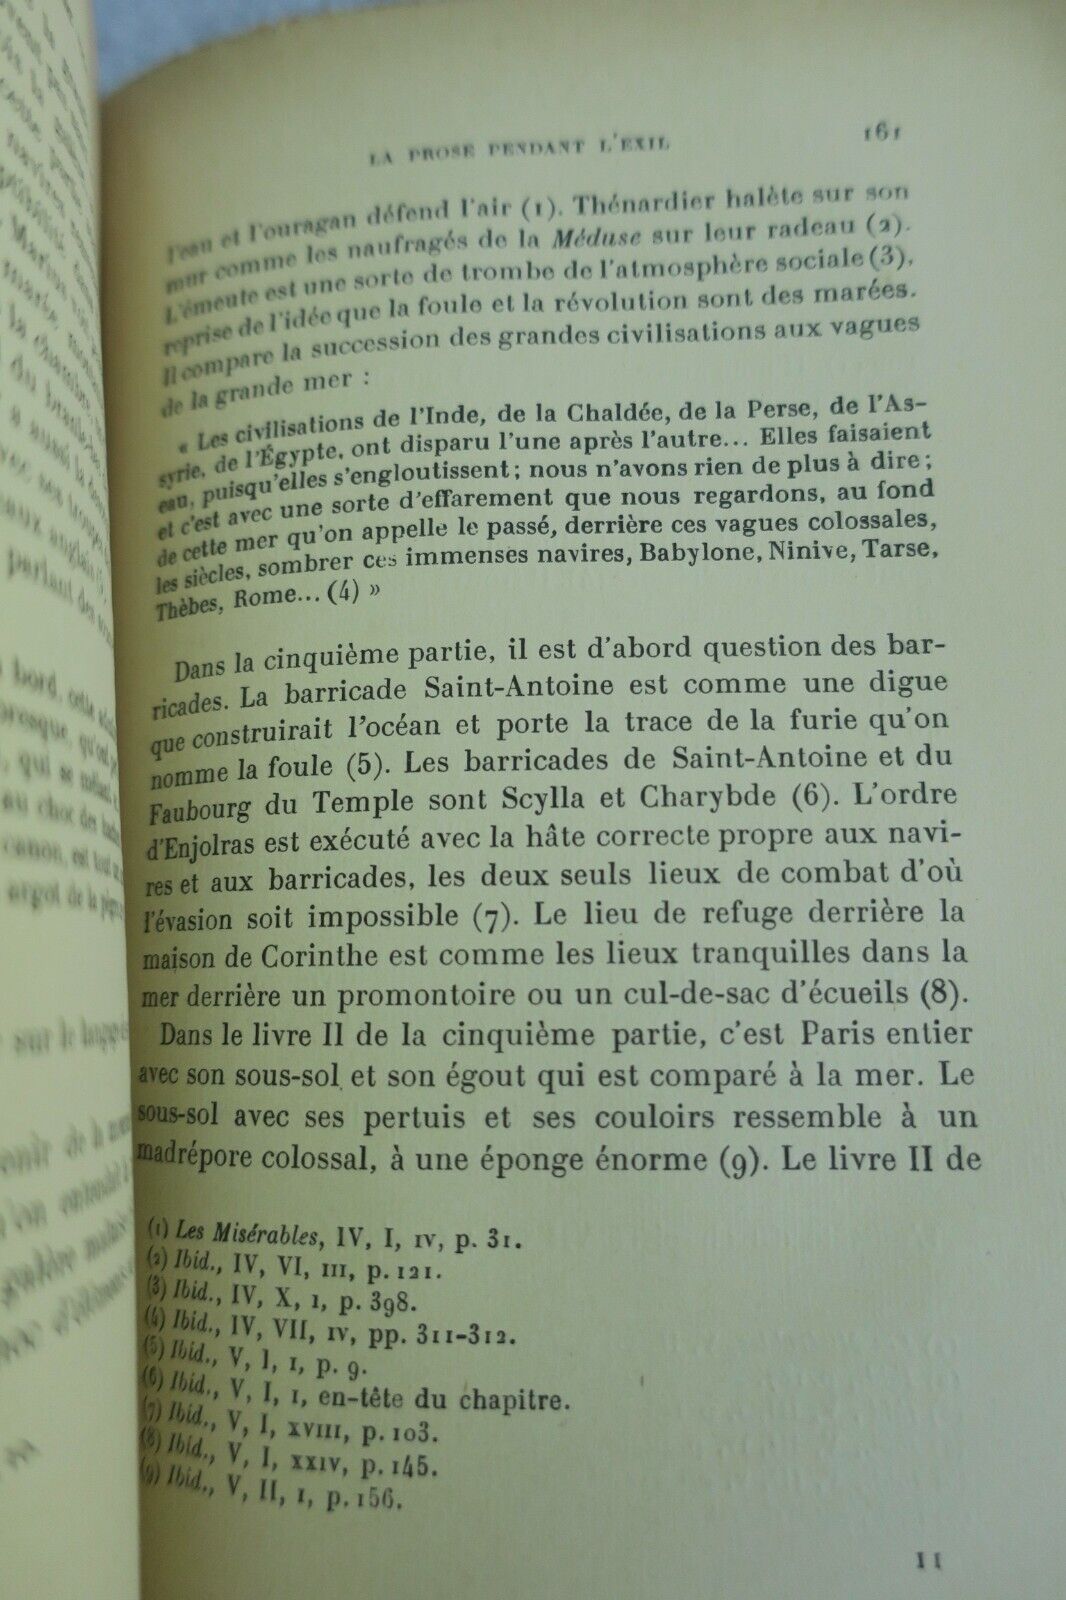 LA PROSE PENDANT L'EXIL 161
l'eau et l'ouragan défend l'air (1). Thénardier halète sur son
mur comme les naufragés de la Méduse sur leur radeau (2).
L'émeute est une sorte de trombe de l'atmosphère sociale (3),
reprise de l'idée que la foule et la révolution sont des marées.
Il compare la succession des grandes civilisations aux vagues
de la grande mer :
« Les civilisations de l'Inde, de la Chaldée, de la Perse, de l'As-
syrie, de l'Égypte, ont disparu l'une après l'autre... Elles faisaient
eau, puisqu'elles s'engloutissent ; nous n'avons rien de plus à dire ;
et c'est avec une sorte d'effarement que nous regardons, au fond
de cette mer qu'on appelle le passé, derrière ces vagues colossales,
les siècles, sombrer ces immenses navires, Babylone, Ninive, Tarse,
Thèbes, Rome... (4) »
Dans la cinquième partie, il est d'abord question des bar-
ricades. La barricade Saint-Antoine est comme une digue
que construirait l'océan et porte la trace de la furie qu'on
nomme la foule (5). Les barricades de Saint-Antoine et du
Faubourg du Temple sont Scylla et Charybde (6). L'ordre
d'Enjolras est exécuté avec la hâte correcte propre aux navi-
res et aux barricades, les deux seuls lieux de combat d'où
l'évasion soit impossible (7). Le lieu de refuge derrière la
maison de Corinthe est comme les lieux tranquilles dans la
mer derrière un promontoire ou un cul-de-sac d'écueils (8).
Dans le livre II de la cinquième partie, c'est Paris entier
avec son sous-sol et son égout qui est comparé à la mer. Le
sous-sol avec ses pertuis et ses couloirs ressemble à un
madrépore colossal, à une éponge énorme (9). Le livre II de
(1) Les Misérables, IV, I, IV, p. 31.
(2) Ibid., IV, VI, III, p. 121.
(3) Ibid., IV, X, I, p. 398.
(4) Ibid., IV, VII, IV, pp. 311-312.
(5) Ibid., V, I, I, p. 9.
(6) Ibid., V, I, I, en-tête du chapitre.
(7) Ibid., V, I, XVIII, p. 103.
(8) Ibid., V, I, XXIV, p. 145.
(9) Ibid., V, II, I, p. 156.
11